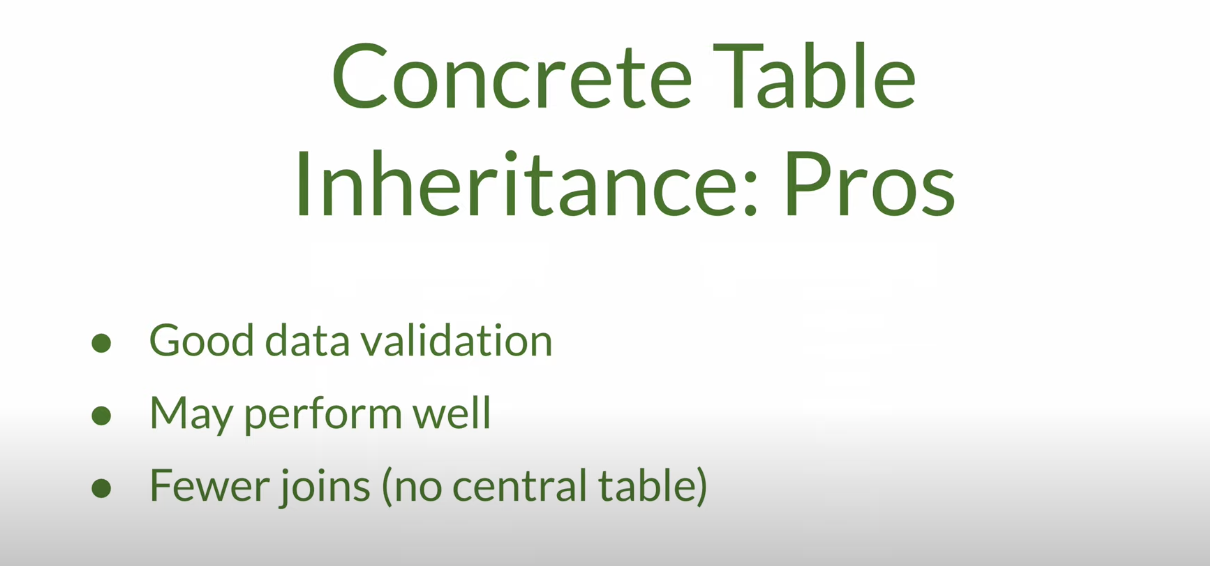 Concrete Table
Inheritance: Pros
● Good data validation
● May perform well
● Fewer joins (no central table)